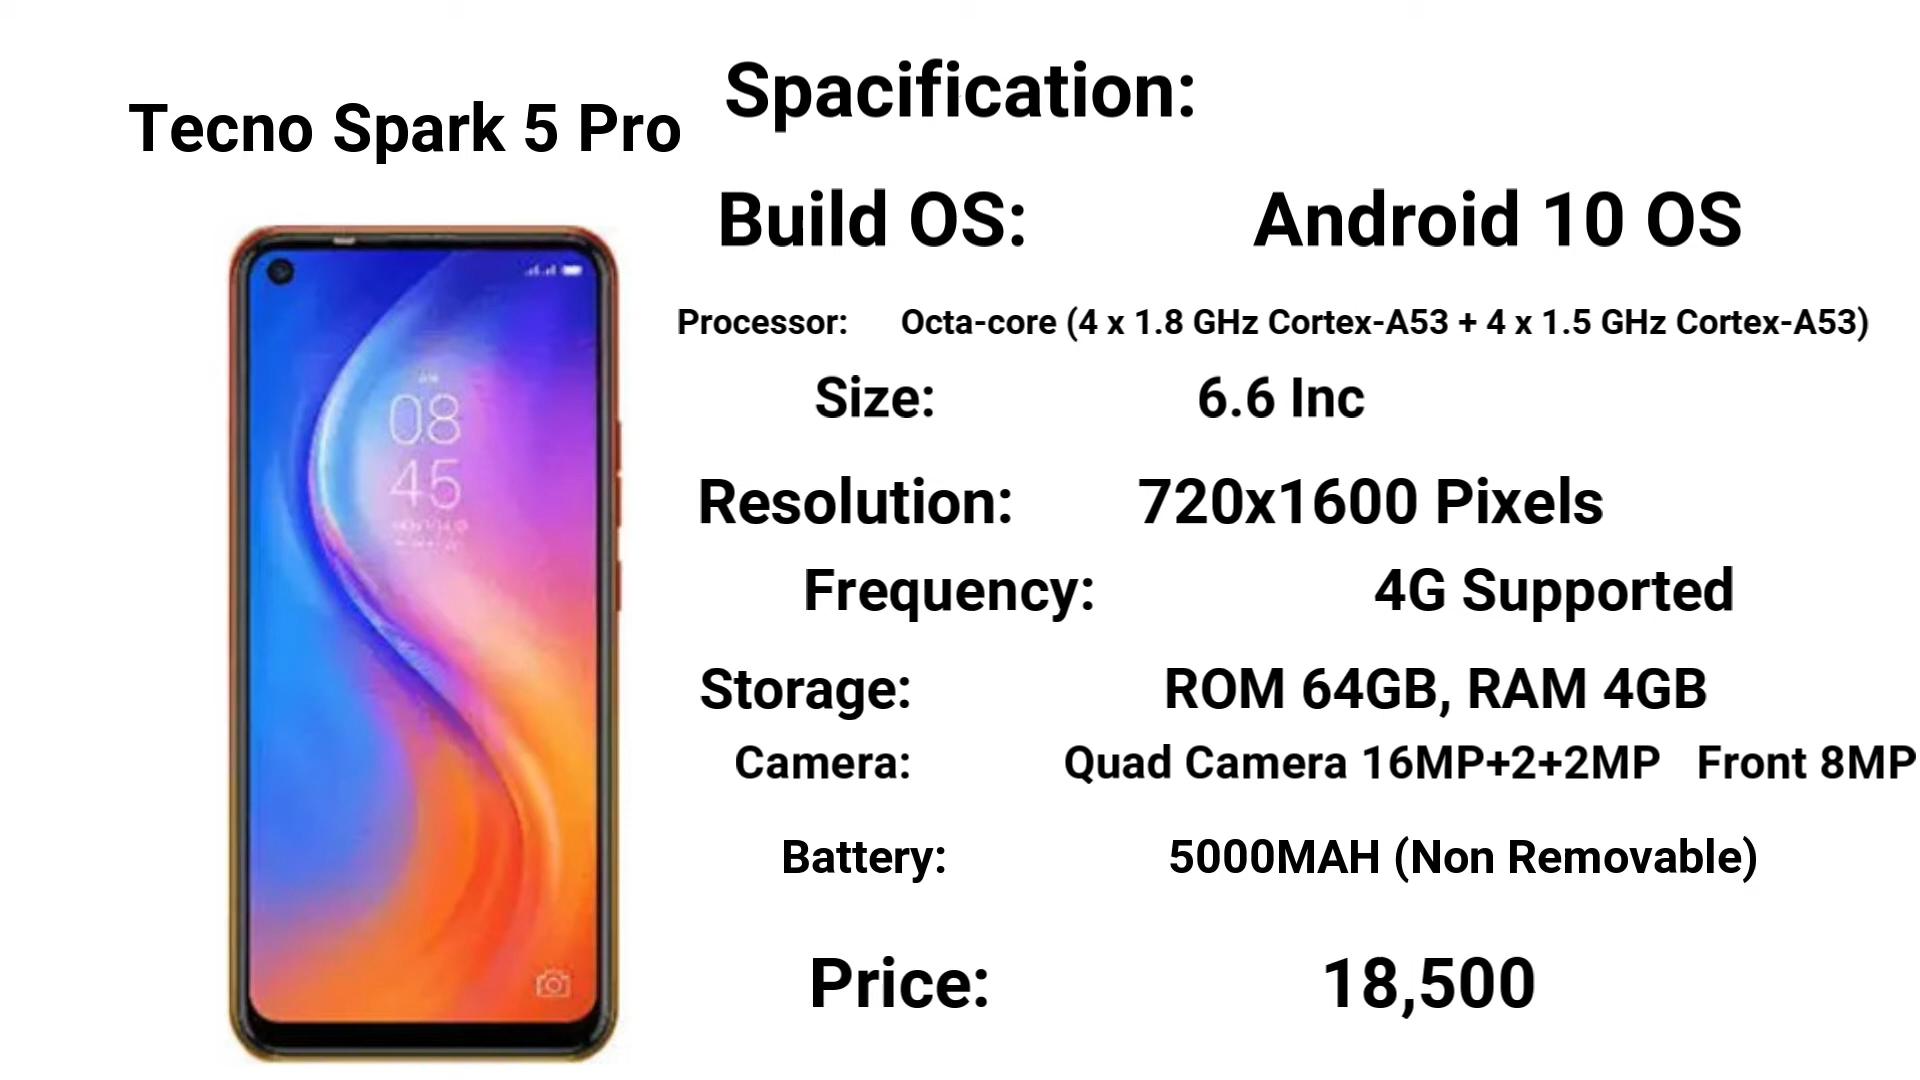 Tecno Spark 5 Pro
Spacification:
Build OS: Android 10 OS
Processor: Octa-core (4 x 1.8 GHz Cortex-A53 + 4 x 1.5 GHz Cortex-A53)
Size: 6.6 Inc
Resolution: 720x1600 Pixels
Frequency: 4G Supported
Storage: ROM 64GB, RAM 4GB
Camera: Quad Camera 16MP+2+2MP Front 8MP
Battery: 5000MAH (Non Removable)
Price: 18,500
08
45